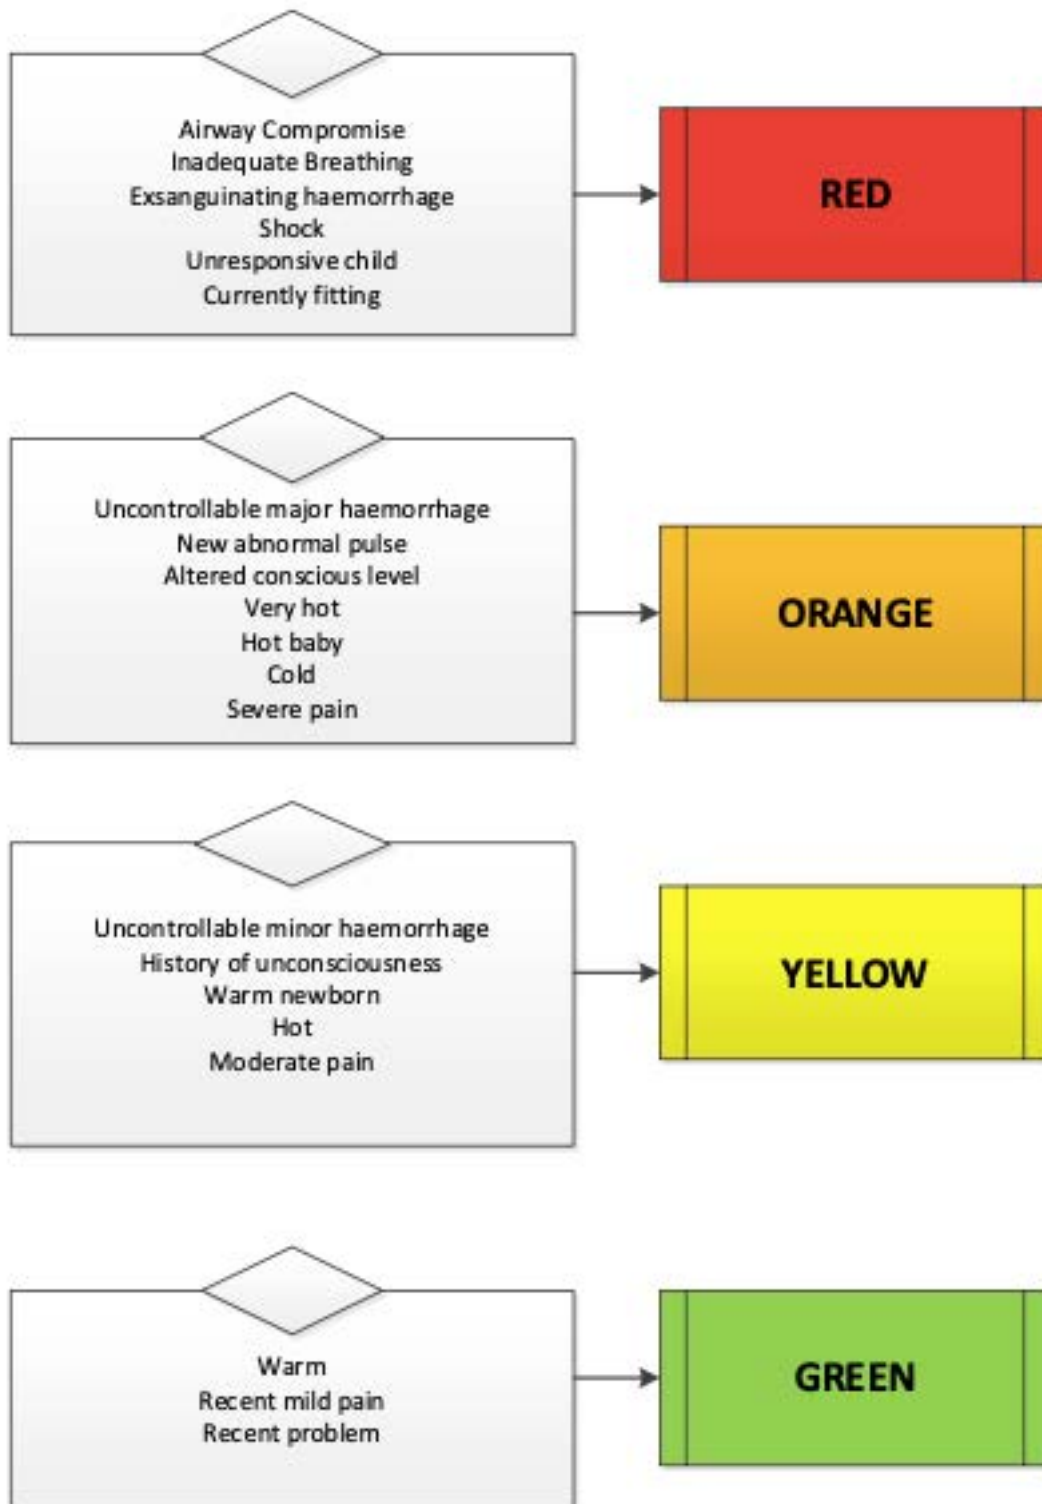 Airway Compromise
Inadequate Breathing
Exsanguinating haemorrhage
Shock
Unresponsive child
Currently fitting
RED
Uncontrollable major haemorrhage
New abnormal pulse
Altered conscious level
Very hot
Hot baby
Cold
Severe pain
ORANGE
Uncontrollable minor haemorrhage
History of unconsciousness
Warm newborn
Hot
Moderate pain
YELLOW
Warm
Recent mild pain
Recent problem
GREEN